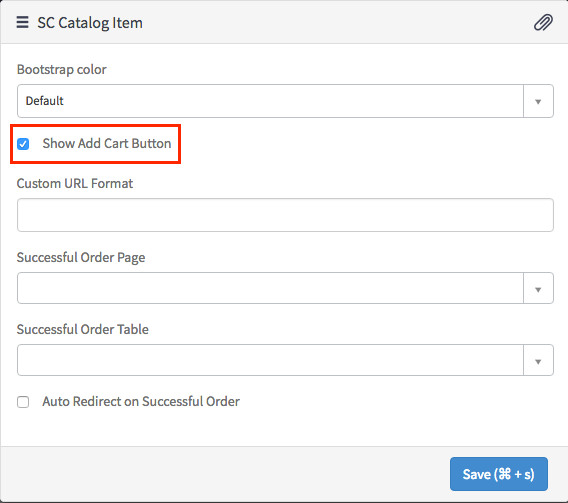 SC Catalog Item
Bootstrap color
Default
Show Add Cart Button
Custom URL Format
Successful Order Page
Successful Order Table
Auto Redirect on Successful Order
Save (⌘ + s)